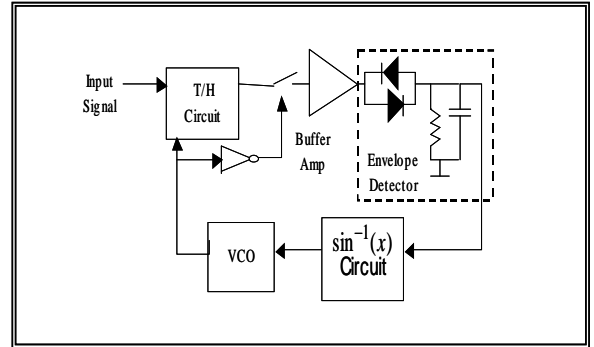 Input
Signal
T/H
Circuit
Buffer
Amp
Envelope
Detector
VCO
sin⁻¹(x)
Circuit